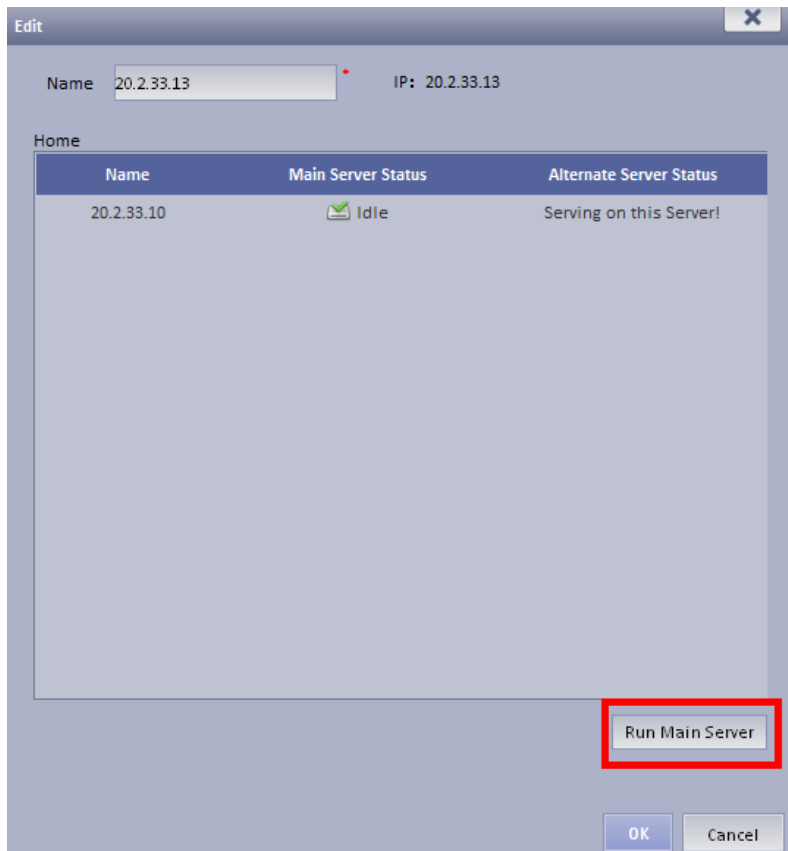 Edit
Name 20.2.33.13 * IP: 20.2.33.13
Home
Name Main Server Status Alternate Server Status
20.2.33.10 Idle Serving on this Server!
Run Main Server
OK Cancel